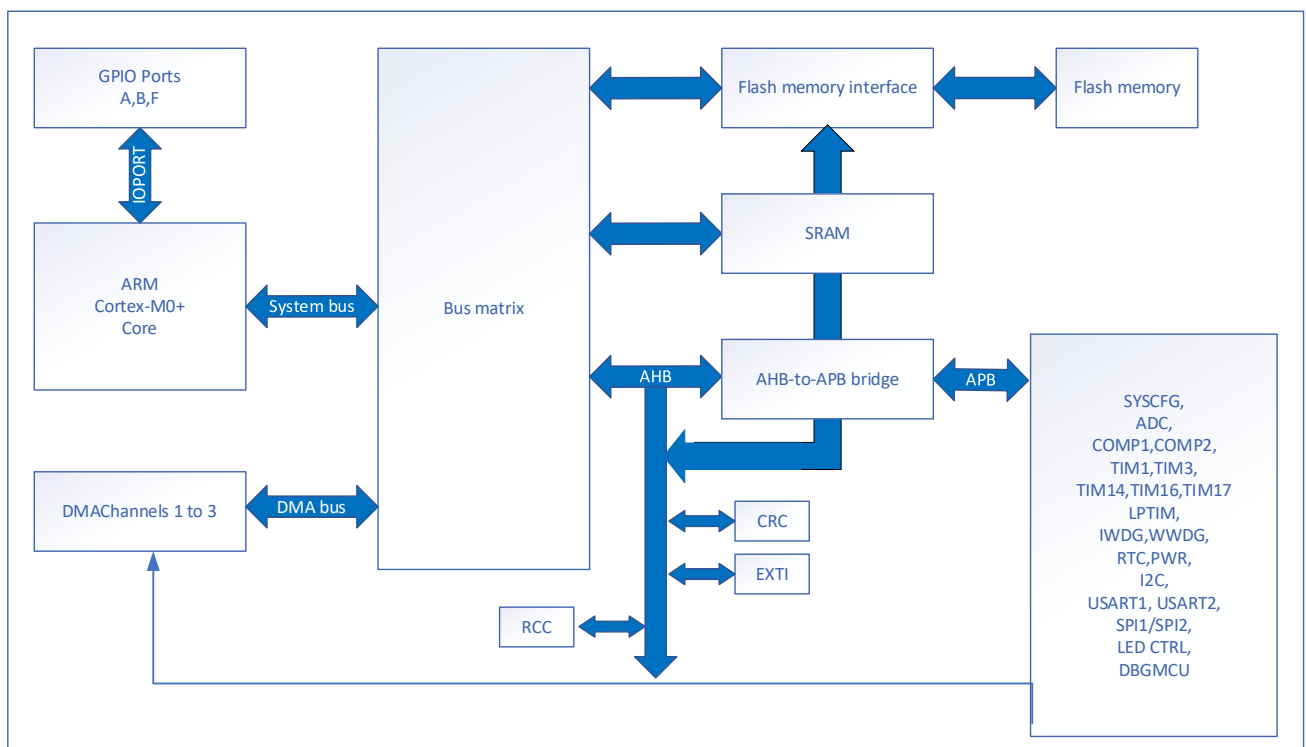 GPIO Ports
A,B,F
IOPORT
ARM
Cortex-M0+
Core
System bus
DMAChannels 1 to 3
DMA bus
Bus matrix
Flash memory interface
Flash memory
SRAM
AHB
AHB-to-APB bridge
APB
CRC
EXTI
RCC
SYSCFG,
ADC,
COMP1,COMP2,
TIM1,TIM3,
TIM14,TIM16,TIM17
LPTIM,
IWDG,WWDG,
RTC,PWR,
I2C,
USART1, USART2,
SPI1/SPI2,
LED CTRL,
DBGMCU